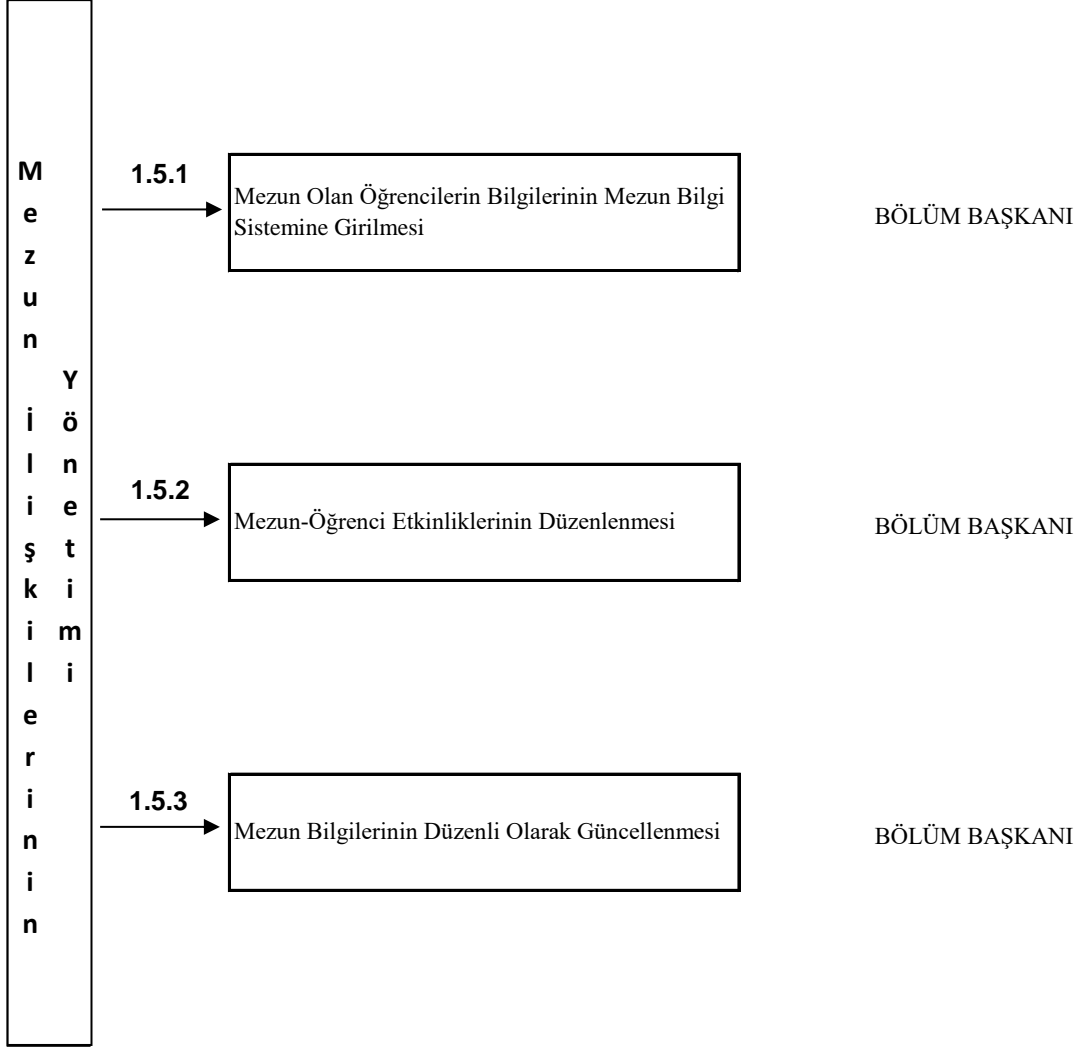 Mezun İlişkilerinin
Yönetimi
1.5.1
Mezun Olan Öğrencilerin Bilgilerinin Mezun Bilgi
Sistemine Girilmesi
BÖLÜM BAŞKANI
1.5.2
Mezun-Öğrenci Etkinliklerinin Düzenlenmesi
BÖLÜM BAŞKANI
1.5.3
Mezun Bilgilerinin Düzenli Olarak Güncellenmesi
BÖLÜM BAŞKANI